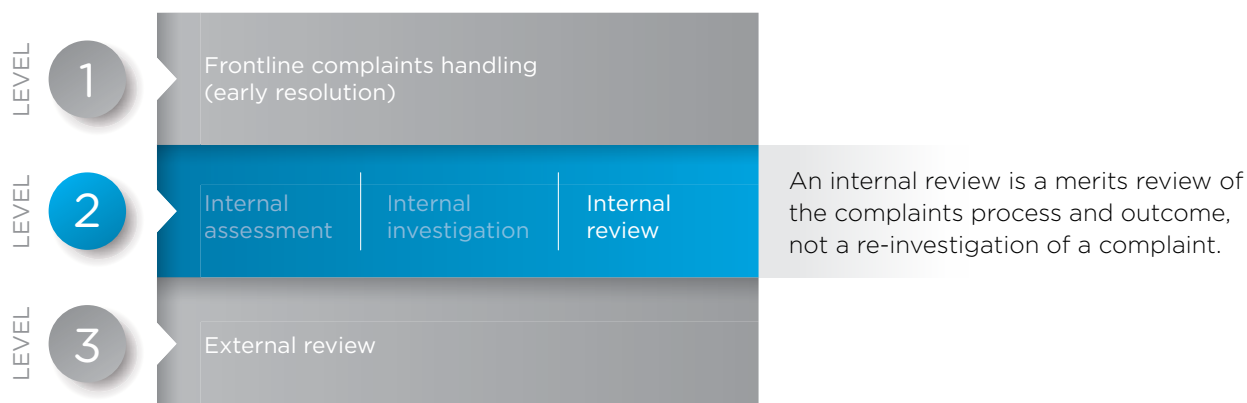 LEVEL
1
Frontline complaints handling
(early resolution)
LEVEL
2
Internal
assessment
Internal
investigation
Internal
review
An internal review is a merits review of
the complaints process and outcome,
not a re-investigation of a complaint.
LEVEL
3
External review